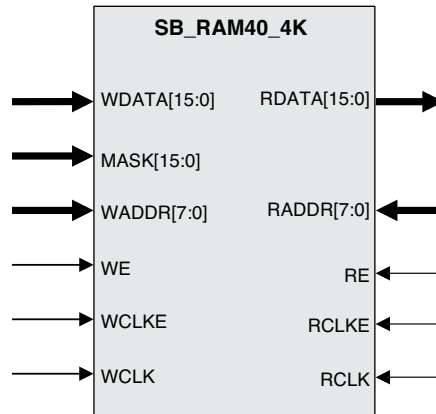 SB_RAM40_4K
WDATA[15:0] RDATA[15:0]
MASK[15:0]
WADDR[7:0] RADDR[7:0]
WE RE
WCLKE RCLKE
WCLK RCLK